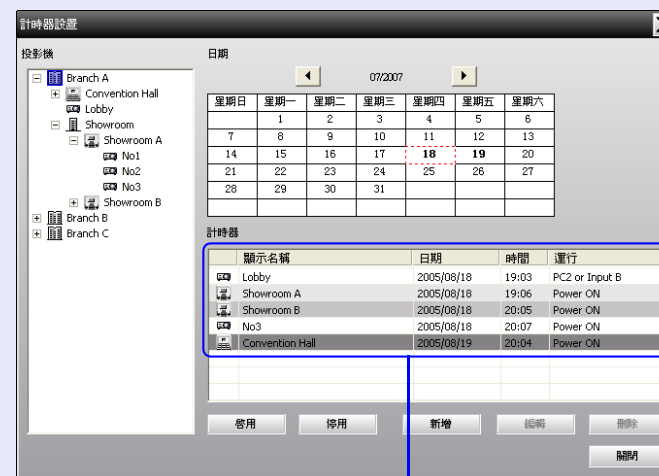 計時器設置
投影機
Branch A
Convention Hall
Lobby
Showroom
Showroom A
No1
No2
No3
Showroom B
Branch B
Branch C
日期
07/2007
星期日 星期一 星期二 星期三 星期四 星期五 星期六
1 2 3 4 5 6
7 8 9 10 11 12 13
14 15 16 17 18 19 20
21 22 23 24 25 26 27
28 29 30 31
計時器
顯示名稱 日期 時間 運行
Lobby 2005/08/18 19:03 PC2 or Input B
Showroom A 2005/08/18 19:06 Power ON
Showroom B 2005/08/18 20:05 Power ON
No3 2005/08/18 20:07 Power ON
Convention Hall 2005/08/19 20:04 Power ON
啓用 停用 新增 編輯 刪除
關閉